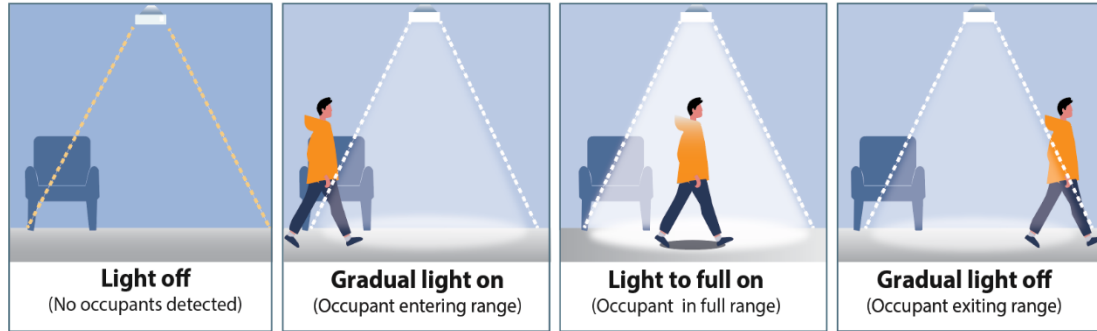 Light off
(No occupants detected)
Gradual light on
(Occupant entering range)
Light to full on
(Occupant in full range)
Gradual light off
(Occupant exiting range)